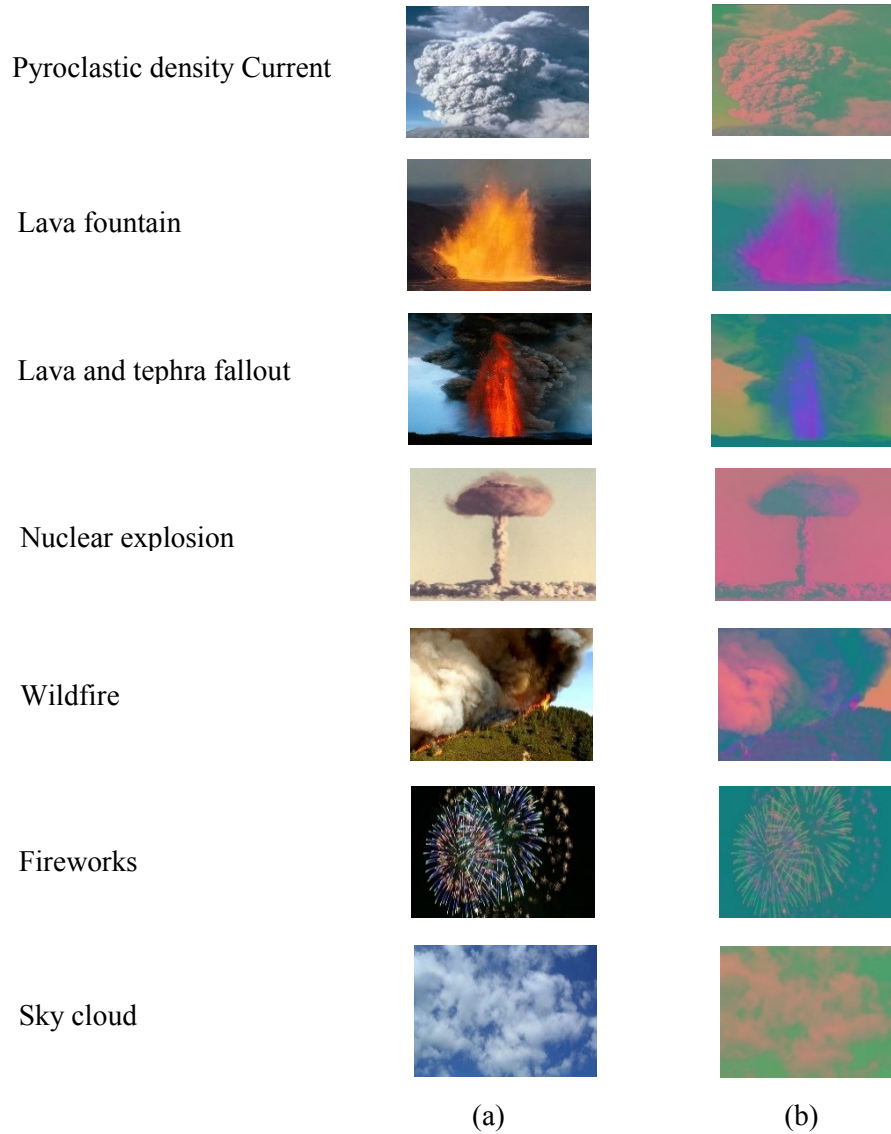 Pyroclastic density Current
Lava fountain
Lava and tephra fallout
Nuclear explosion
Wildfire
Fireworks
Sky cloud
(a)
(b)